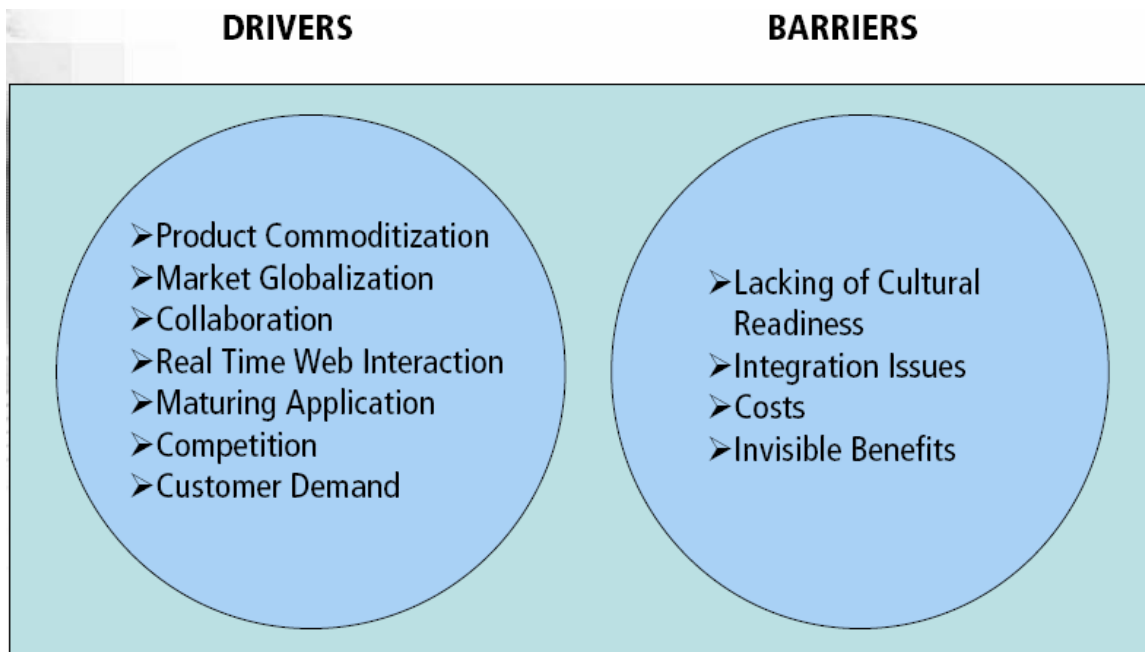 DRIVERS
BARRIERS
➢Product Commoditization
➢Market Globalization
➢Collaboration
➢Real Time Web Interaction
➢Maturing Application
➢Competition
➢Customer Demand
➢Lacking of Cultural
Readiness
➢Integration Issues
➢Costs
➢Invisible Benefits